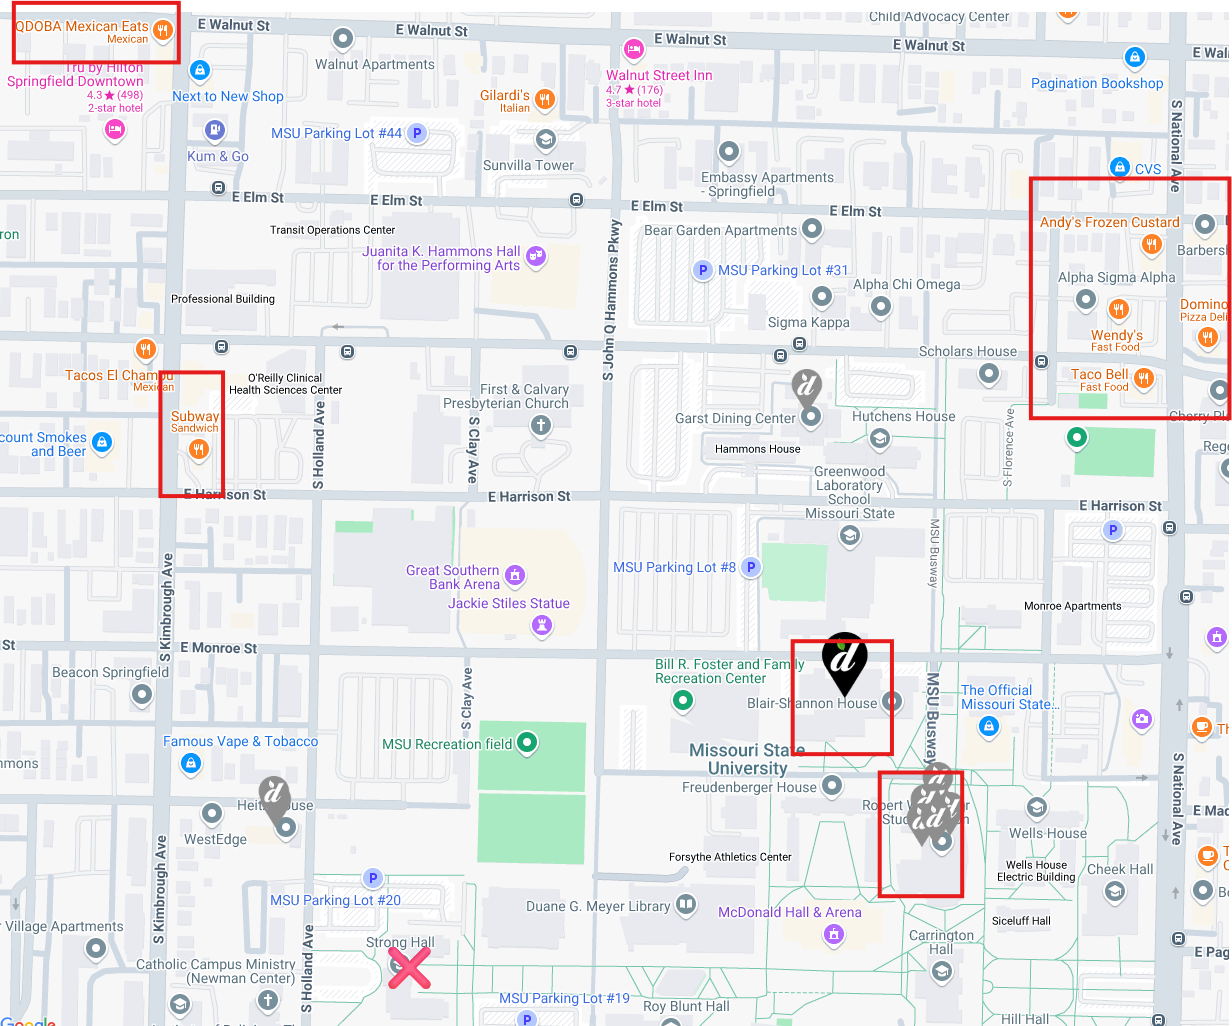 QDOBA Mexican Eats
Mexican
E Walnut St
E Walnut St
E Walnut St
E Walnut St
E Wal
Child Advocacy Center
Walnut Apartments
Tru by Hilton
Springfield Downtown
4.3★(498)
2-star hotel
Next to New Shop
Walnut Street Inn
4.7★(176)
3-star hotel
Pagination Bookshop
Gilardi's
Italian
S National Ave
MSU Parking Lot #44
Kum & Go
Sunvilla Tower
Embassy Apartments
- Springfield
CVS
E Elm St
E Elm St
E Elm St
E Elm St
ron
Transit Operations Center
Juanita K. Hammons Hall
for the Performing Arts
Bear Garden Apartments
MSU Parking Lot #31
Andy's Frozen Custard
Alpha Sigma Alpha
Alpha Chi Omega
Sigma Kappa
Professional Building
S John Q Hammons Pkwy
Wendy's
Fast Food
Domino
Pizza Deli
Scholars House
Tacos El Champu
Mexican
O'Reilly Clinical
Health Sciences Center
First & Calvary
Presbyterian Church
d
Taco Bell
Fast Food
Subway
Sandwich
Garst Dining Center
Hutchens House
count Smokes
and Beer
S Holland Ave
S Clay Ave
Hammons House
S Florence Ave
Greenwood
Laboratory
School
Missouri State
E Harrison St
E Harrison St
E Harrison St
MSU Busway
Great Southern
Bank Arena
Jackie Stiles Statue
MSU Parking Lot #8
Monroe Apartments
S Kimbrough Ave
St
E Monroe St
d
Beacon Springfield
S Clay Ave
Bill R. Foster and Family
Recreation Center
Blair-Shannon House
MSU Busway
The Official
Missouri State...
Famous Vape & Tobacco
MSU Recreation field
Missouri State
University
mmons
Freudenberger House
S National Ave
d
WestEdge
d
Wells House
E Mad
Forsythe Athletics Center
Wells House
Electric Building
Cheek Hall
MSU Parking Lot #20
S Kimbrough Ave
Duane G. Meyer Library
McDonald Hall & Arena
Siceluff Hall
Village Apartments
Strong Hall
S Holland Ave
Carrington
Hall
E Pag
Catholic Campus Ministry
(Newman Center)
MSU Parking Lot #19
Roy Blunt Hall
Hill Hall
Google